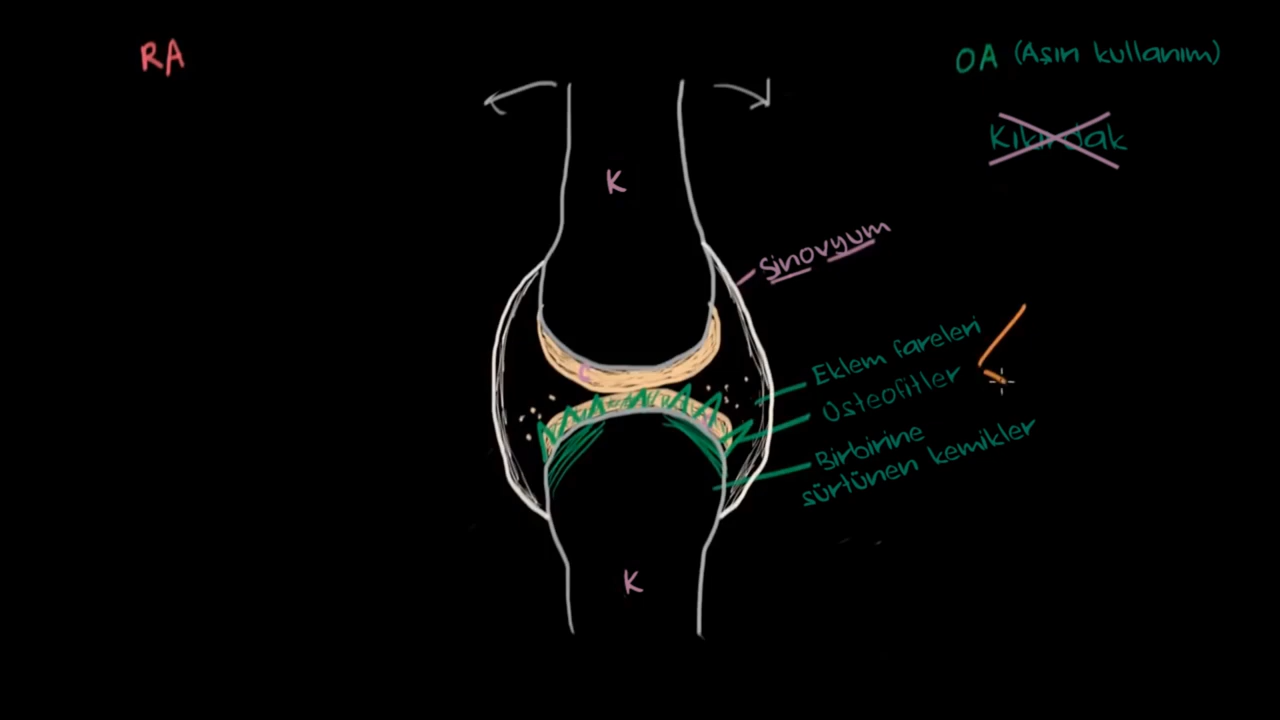 RA
OA (Aşırı kullanım)
Kıkırdak
K
Sinovyum
Eklem fareleri
C
Osteofitler
Birbirine
sürtünen kemikler
K